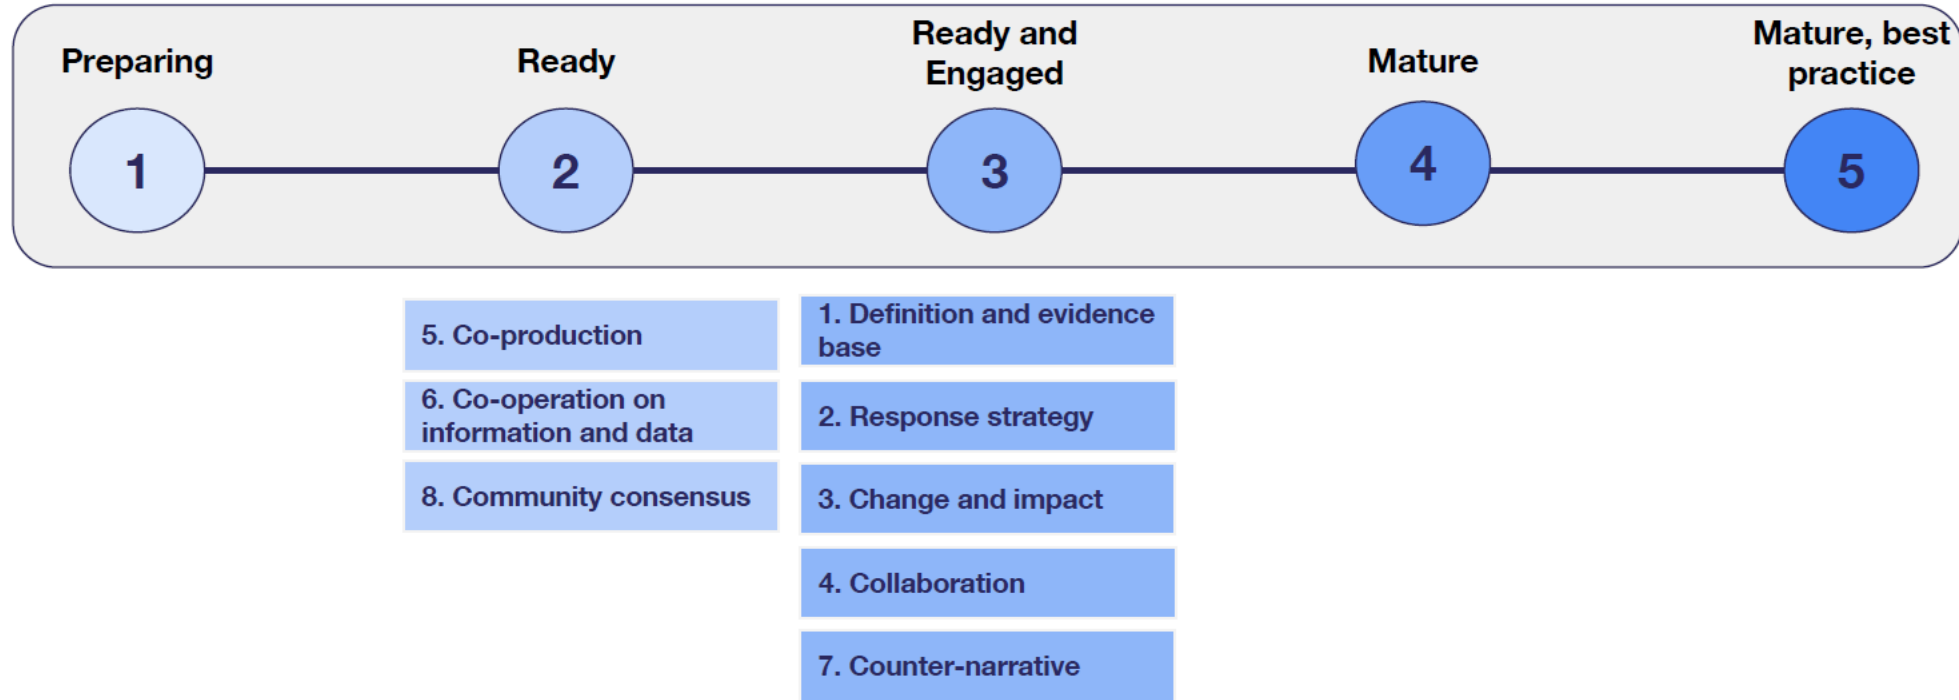 Preparing
Ready
Ready and
Engaged
Mature
Mature, best
practice
1
2
3
4
5
5. Co-production
6. Co-operation on
information and data
8. Community consensus
1. Definition and evidence
base
2. Response strategy
3. Change and impact
4. Collaboration
7. Counter-narrative